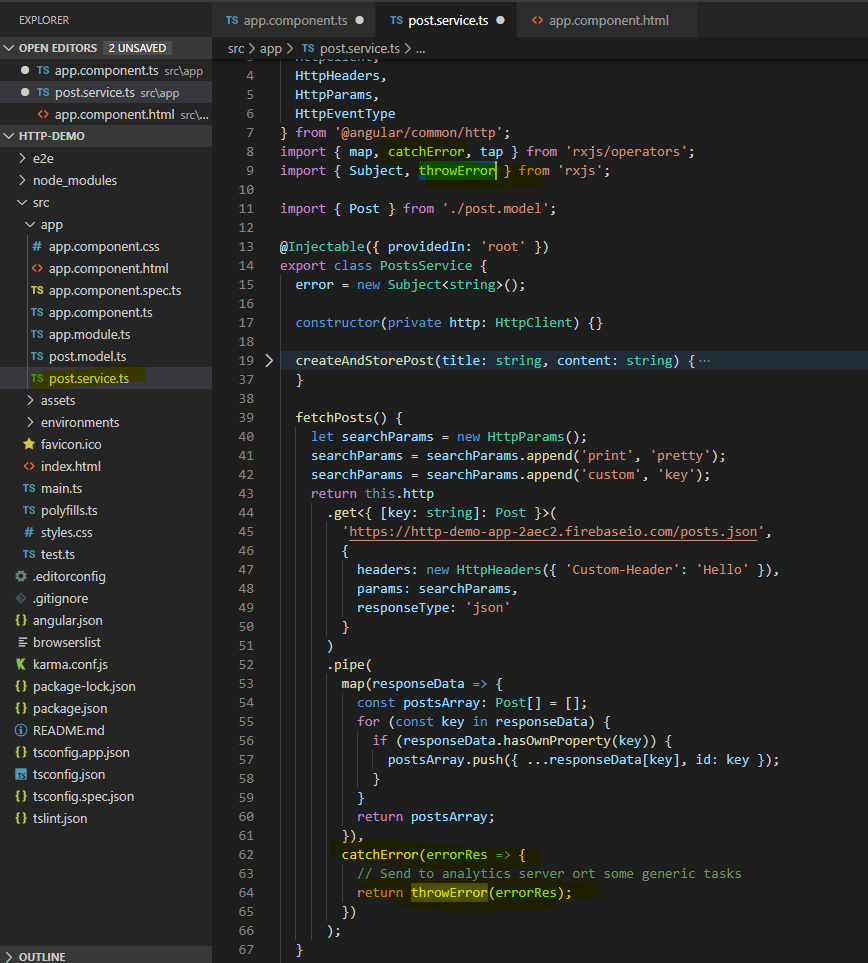 EXPLORER
OPEN EDITORS 2 UNSAVED
TS app.component.ts src\app
TS post.service.ts src\app
<> app.component.html src\...
HTTP-DEMO
e2e
node_modules
src
app
# app.component.css
<> app.component.html
TS app.component.spec.ts
TS app.component.ts
TS app.module.ts
TS post.model.ts
TS post.service.ts
assets
environments
favicon.ico
<> index.html
TS main.ts
TS polyfills.ts
# styles.css
TS test.ts
.editorconfig
.gitignore
{} angular.json
browserslist
karma.conf.js
{} package-lock.json
{} package.json
README.md
{} tsconfig.app.json
TS tsconfig.json
{} tsconfig.spec.json
{} tslint.json
OUTLINE
TS app.component.ts
TS post.service.ts
<> app.component.html
src > app > TS post.service.ts > ...
3 HttpClient,
4 HttpHeaders,
5 HttpParams,
6 HttpEventType
7 } from '@angular/common/http';
8 import { map, catchError, tap } from 'rxjs/operators';
9 import { Subject, throwError } from 'rxjs';
10
11 import { Post } from './post.model';
12
13 @Injectable({ providedIn: 'root' })
14 export class PostsService {
15 error = new Subject<string>();
16
17 constructor(private http: HttpClient) {}
18
19 createAndStorePost(title: string, content: string) { ...
37 }
38
39 fetchPosts() {
40 let searchParams = new HttpParams();
41 searchParams = searchParams.append('print', 'pretty');
42 searchParams = searchParams.append('custom', 'key');
43 return this.http
44 .get<{ [key: string]: Post }>(
45 'https://http-demo-app-2aec2.firebaseio.com/posts.json',
46 {
47 headers: new HttpHeaders({ 'Custom-Header': 'Hello' }),
48 params: searchParams,
49 responseType: 'json'
50 }
51 )
52 .pipe(
53 map(responseData => {
54 const postsArray: Post[] = [];
55 for (const key in responseData) {
56 if (responseData.hasOwnProperty(key)) {
57 postsArray.push({ ...responseData[key], id: key });
58 }
59 }
60 return postsArray;
61 }),
62 catchError(errorRes => {
63 // Send to analytics server ort some generic tasks
64 return throwError(errorRes);
65 })
66 );
67 }